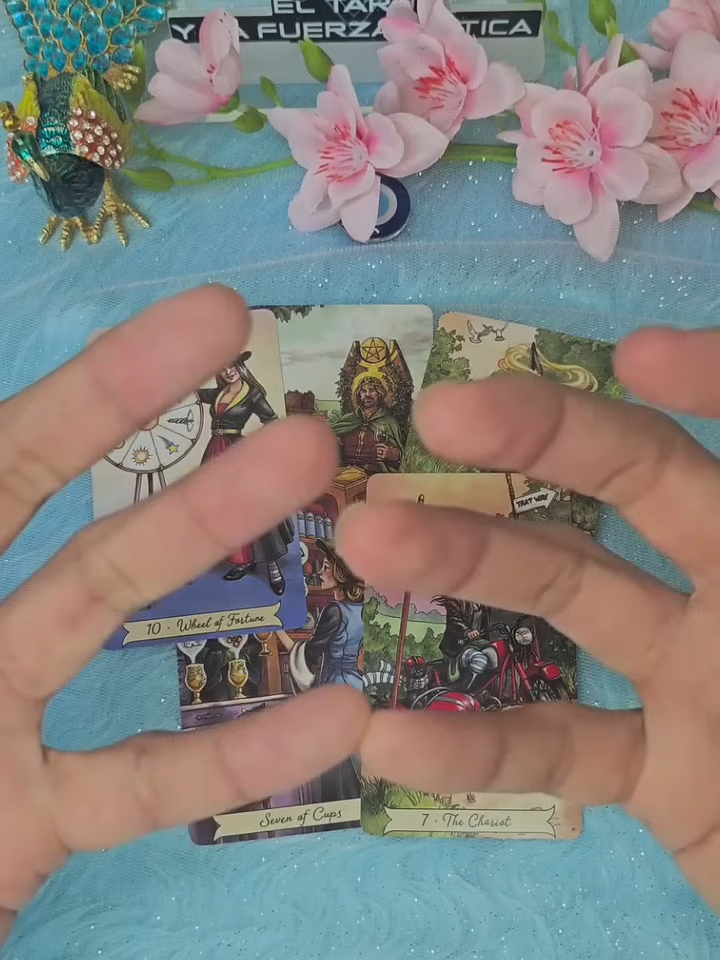 EL TAR
Y LA FUERZA
TICA
THAT WAY
10 · Wheel of Fortune
Seven of Cups
7 · The Chariot